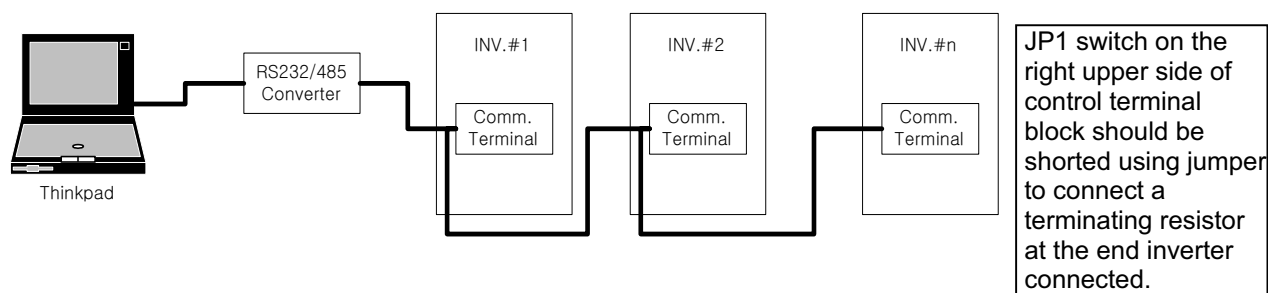 Thinkpad
RS232/485
Converter
INV.#1
Comm.
Terminal
INV.#2
Comm.
Terminal
INV.#n
Comm.
Terminal
JP1 switch on the
right upper side of
control terminal
block should be
shorted using jumper
to connect a
terminating resistor
at the end inverter
connected.